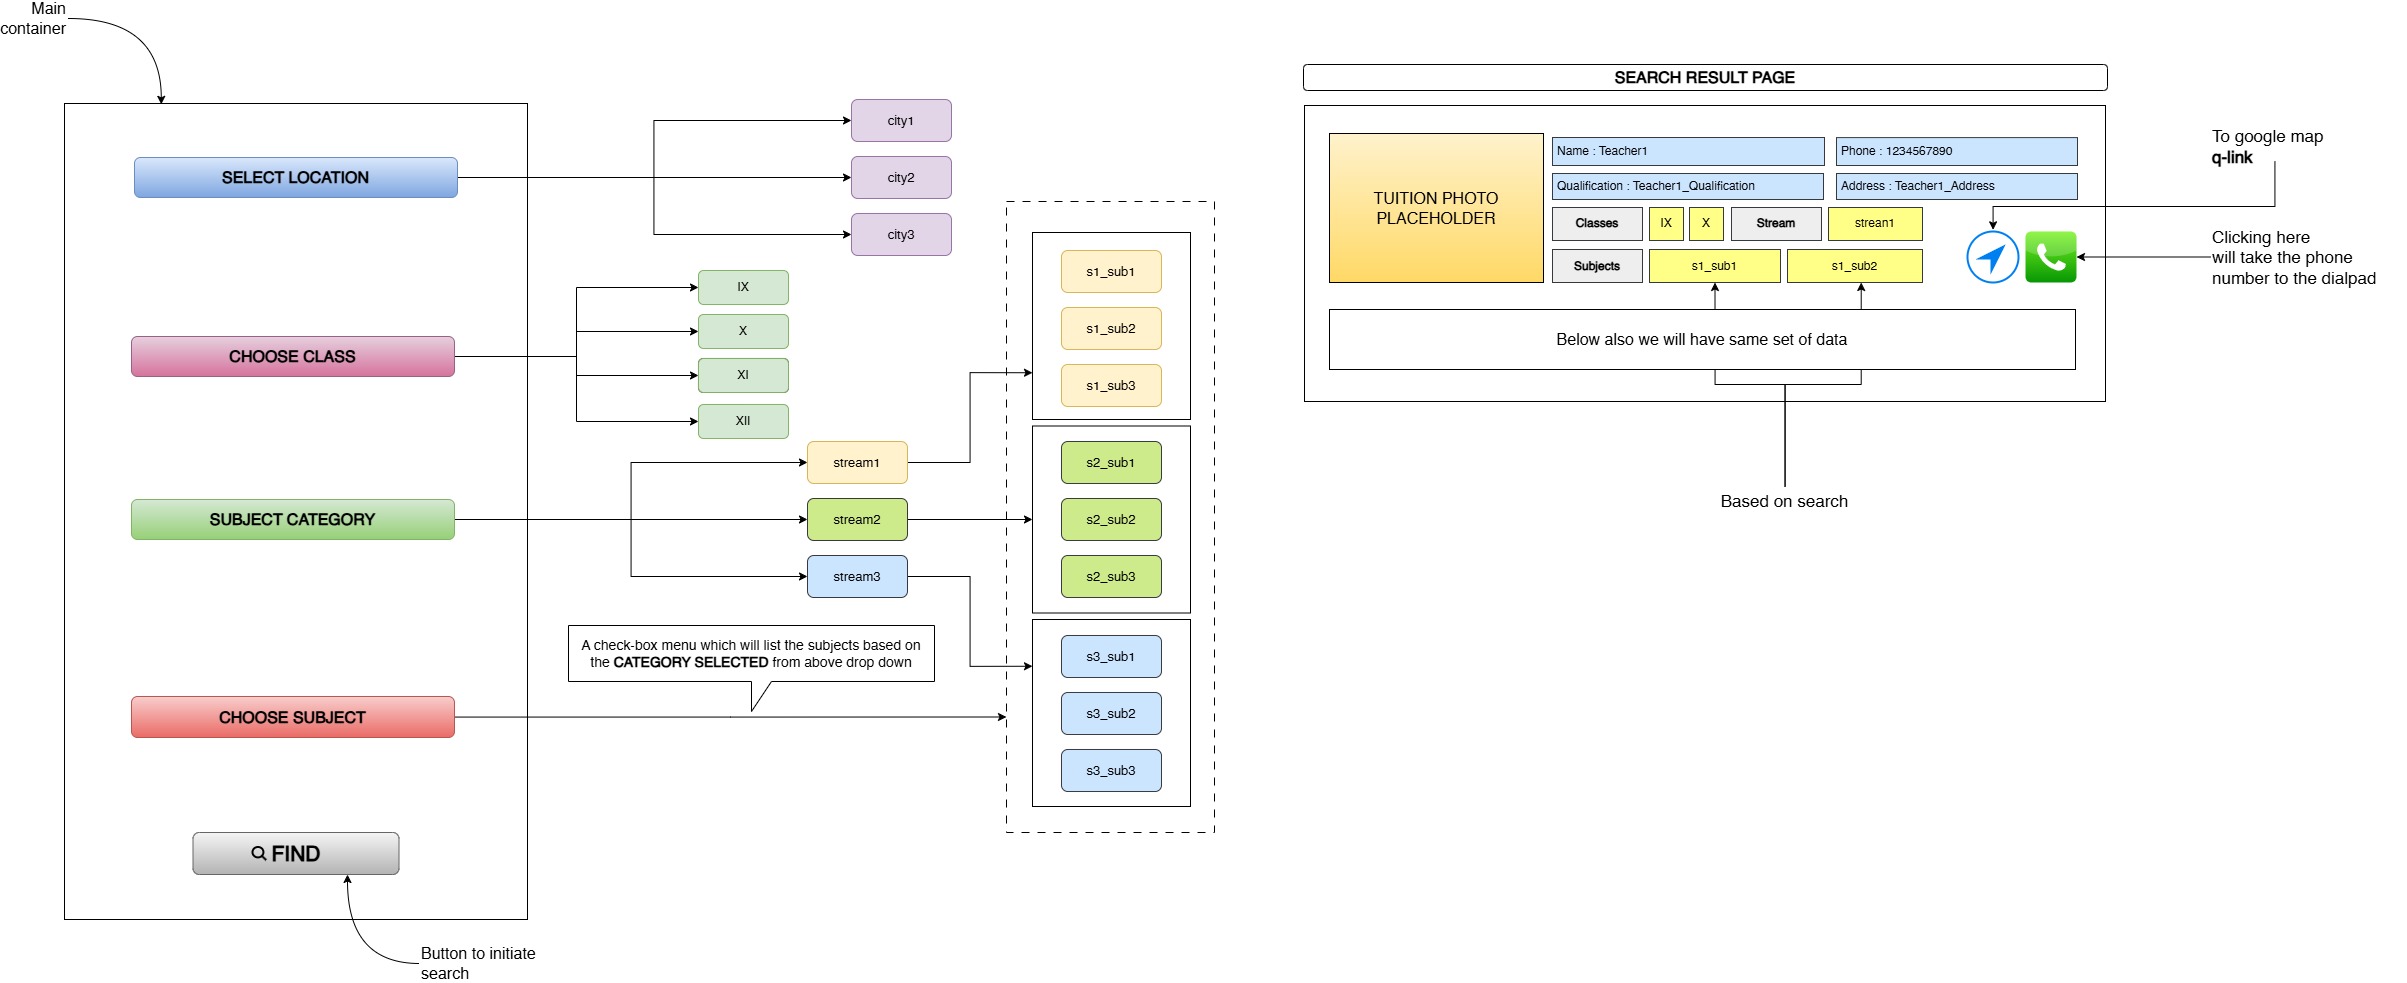 Main
container
SELECT LOCATION
CHOOSE CLASS
SUBJECT CATEGORY
CHOOSE SUBJECT
FIND
Button to initiate
search
city1
city2
city3
IX
X
XI
XII
stream1
stream2
stream3
A check-box menu which will list the subjects based on
the CATEGORY SELECTED from above drop down
s1_sub1
s1_sub2
s1_sub3
s2_sub1
s2_sub2
s2_sub3
s3_sub1
s3_sub2
s3_sub3
SEARCH RESULT PAGE
TUITION PHOTO
PLACEHOLDER
Name : Teacher1
Phone : 1234567890
Qualification : Teacher1_Qualification
Address : Teacher1_Address
Classes
IX
X
Stream
strean1
Subjects
s1_sub1
s1_sub2
Below also we will have same set of data
Based on search
To google map
q-link
Clicking here
will take the phone
number to the dialpad